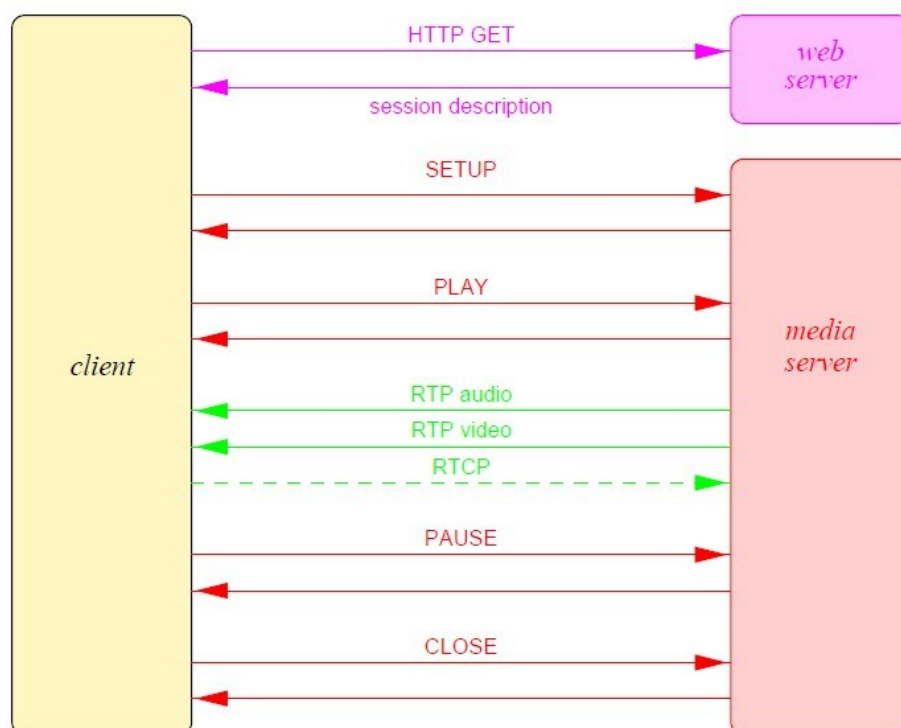 HTTP GET
web
server
session description
SETUP
PLAY
media
server
client
RTP audio
RTP video
RTCP
PAUSE
CLOSE